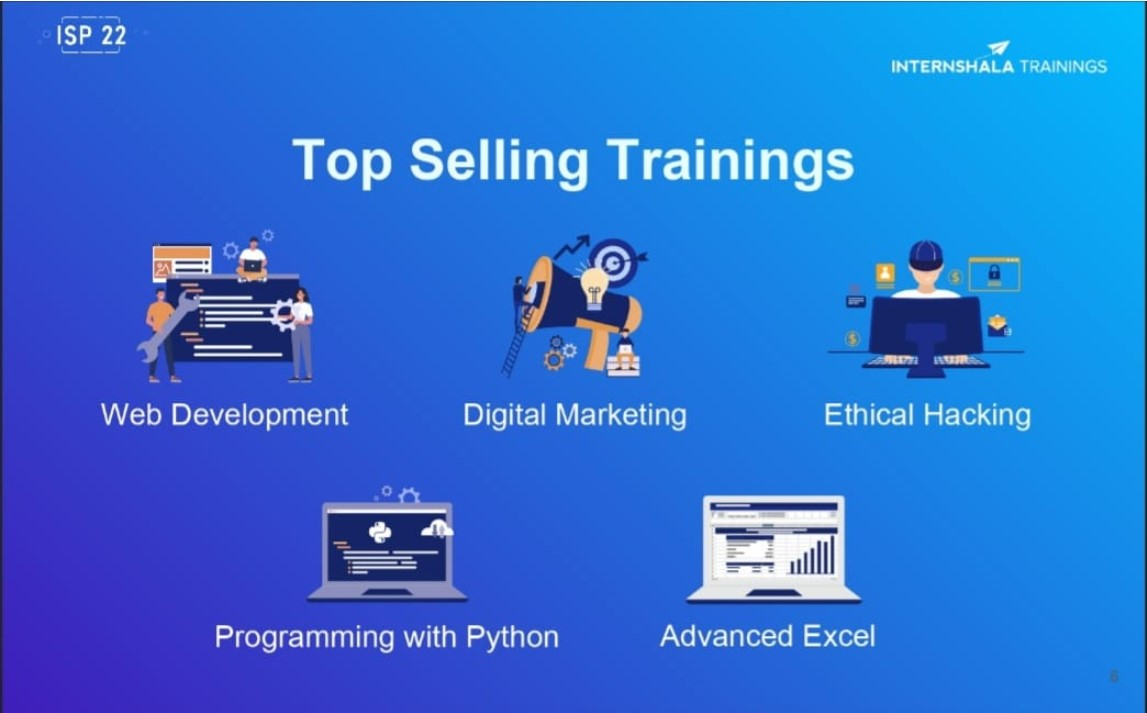 ISP 22
INTERNSHALA TRAININGS
Top Selling Trainings
Web Development
Digital Marketing
Ethical Hacking
Programming with Python
Advanced Excel
6